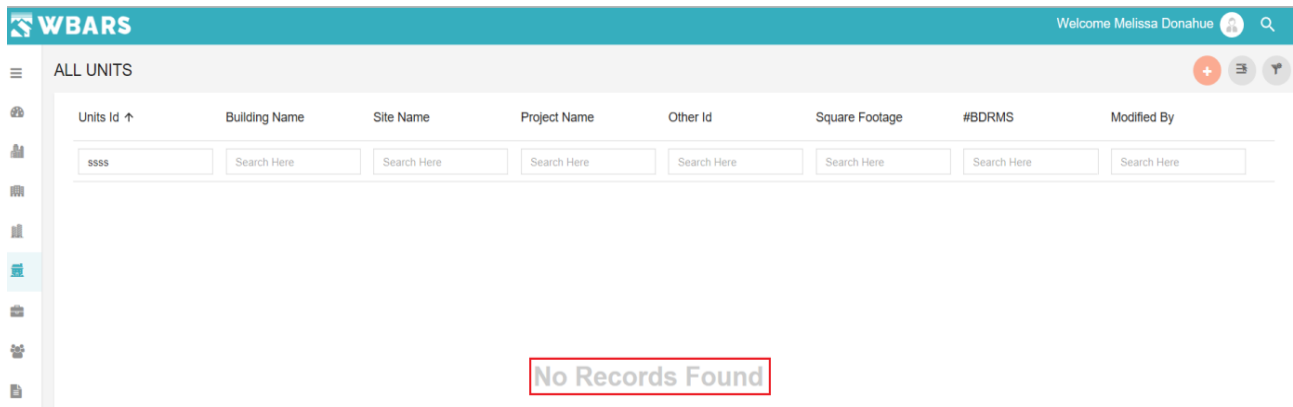 WBARS
Welcome Melissa Donahue
ALL UNITS
Units Id ↑ Building Name Site Name Project Name Other Id Square Footage #BDRMS Modified By
ssss Search Here Search Here Search Here Search Here Search Here Search Here Search Here
No Records Found